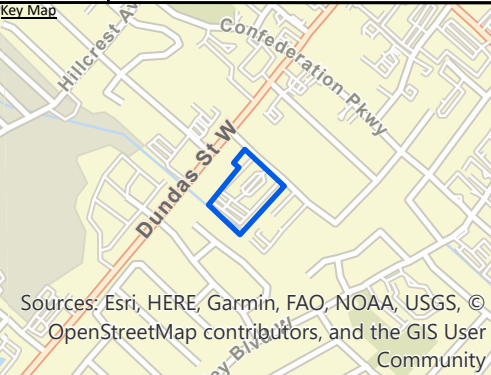 Key Map
Hillcrest Av
Confederation Pkwy
Dundas St W
Sources: Esri, HERE, Garmin, FAO, NOAA, USGS, ©
OpenStreetMap contributors, and the GIS User
Community